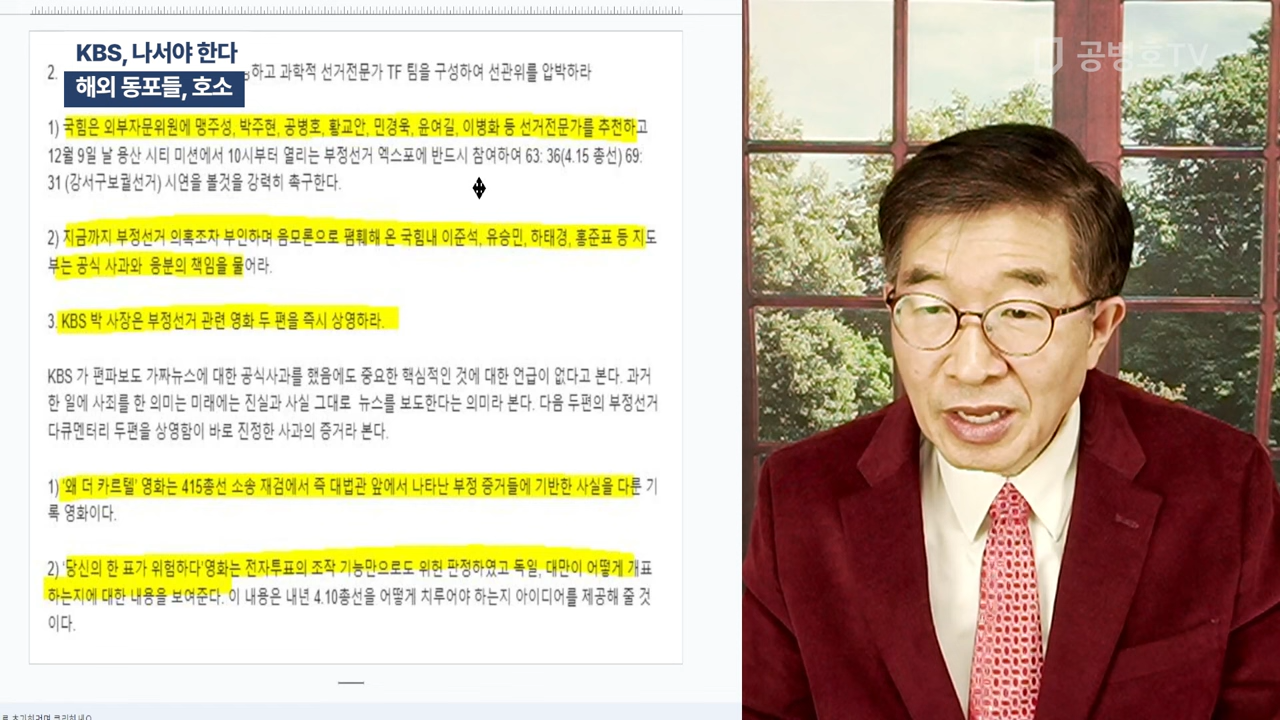 KBS, 나서야 한다
해외 동포들, 호소
공병호TV
2. 하고 과학적 선거전문가 TF 팀을 구성하여 선관위를 압박하라
1) 국힘은 외부자문위원에 맹주성, 박주현, 공병호, 황교안, 민경욱, 윤여길, 이병화 등 선거전문가를 추천하고
12월 9일 날 용산 시티 미션에서 10시부터 열리는 부정선거 엑스포에 반드시 참여하여 63: 36(4.15 총선) 69:
31 (강서구보궐선거) 시연을 볼것을 강력히 촉구한다.
2) 지금까지 부정선거 의혹조차 부인하며 음모론으로 폄훼해 온 국힘내 이준석, 유승민, 하태경, 홍준표 등 지도
부는 공식 사과와 응분의 책임을 물어라.
3. KBS 박 사장은 부정선거 관련 영화 두 편을 즉시 상영하라.
KBS 가 편파보도 가짜뉴스에 대한 공식사과를 했음에도 중요한 핵심적인 것에 대한 언급이 없다고 본다. 과거
한 일에 사죄를 한 의미는 미래에는 진실과 사실 그대로 뉴스를 보도한다는 의미라 본다. 다음 두편의 부정선거
다큐멘터리 두편을 상영함이 바로 진정한 사과의 증거라 본다.
1) '왜 더 카르텔' 영화는 415총선 소송 재검에서 즉 대법관 앞에서 나타난 부정 증거들에 기반한 사실을 다룬 기
록 영화이다.
2) '당신의 한 표가 위험하다'영화는 전자투표의 조작 기능만으로도 위헌 판정하였고 독일, 대만이 어떻게 개표
하는지에 대한 내용을 보여준다. 이 내용은 내년 4.10총선을 어떻게 치루어야 하는지 아이디어를 제공해 줄 것
이다.